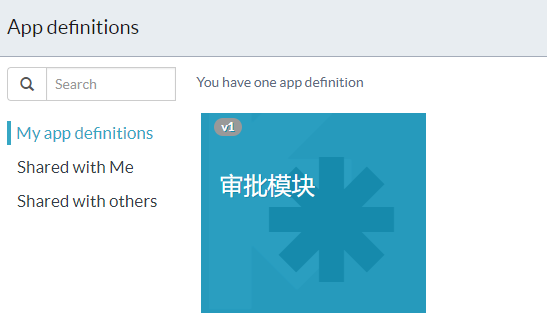 App definitions
Search
You have one app definition
My app definitions
Shared with Me
Shared with others
v1
审批模块